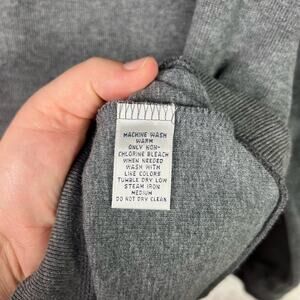 MACHINE WASH
WARM
ONLY NON-
CHLORINE BLEACH
WHEN NEEDED
WASH WITH
LIKE COLORS
TUMBLE DRY LOW
STEAM IRON
MEDIUM
DO NOT DRY CLEAN